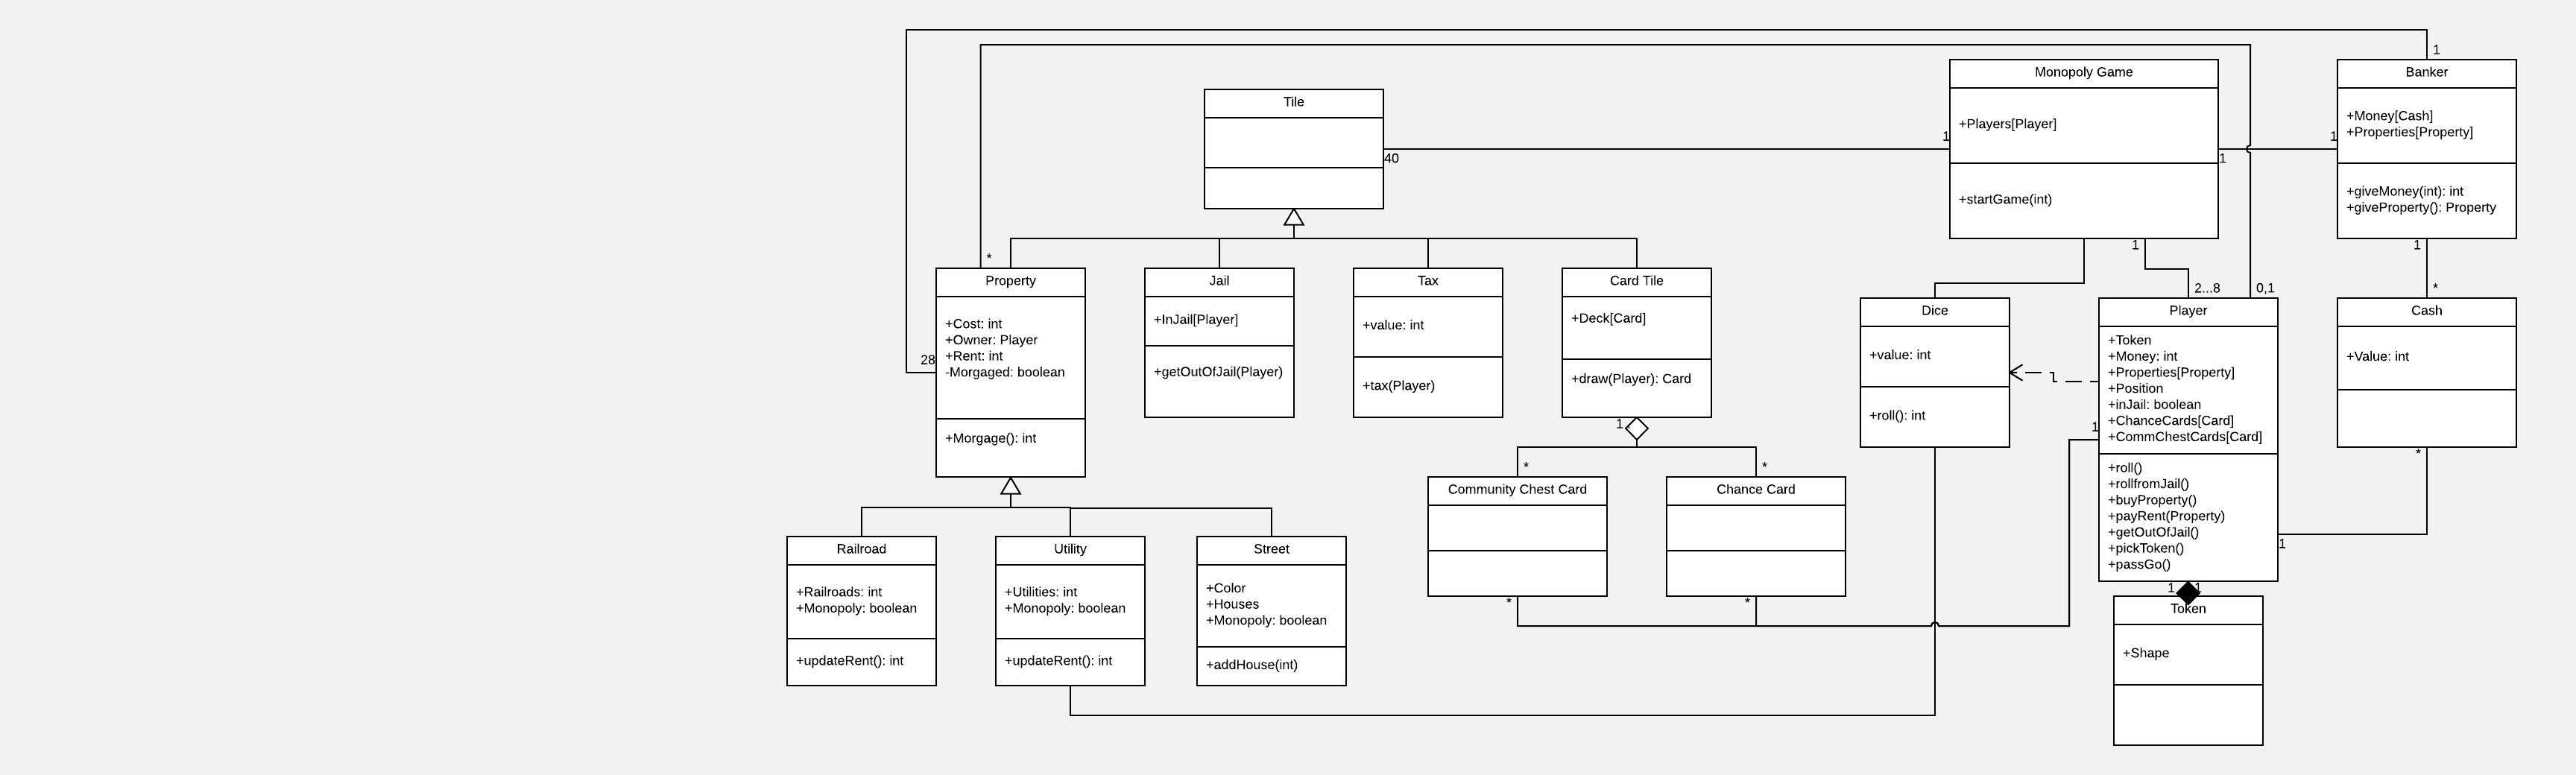 1
Monopoly Game
+Players[Player]
+startGame(int)
Banker
+Money[Cash]
+Properties[Property]
+giveMoney(int): int
+giveProperty(): Property
Tile
40
1
1
1
1
1
2...8
0,1
1
*
*
28
Property
+Cost: int
+Owner: Player
+Rent: int
-Morgaged: boolean
+Morgage(): int
Jail
+InJail[Player]
+getOutOfJail(Player)
Tax
+value: int
+tax(Player)
Card Tile
+Deck[Card]
+draw(Player): Card
Dice
+value: int
+roll(): int
Player
+Token
+Money: int
+Properties[Property]
+Position
+inJail: boolean
+ChanceCards[Card]
+CommChestCards[Card]
+roll()
+rollfromJail()
+buyProperty()
+payRent(Property)
+getOutOfJail()
+pickToken()
+passGo()
Cash
+Value: int
1
1
*
*
*
Community Chest Card
Chance Card
*
*
1
Railroad
+Railroads: int
+Monopoly: boolean
+updateRent(): int
Utility
+Utilities: int
+Monopoly: boolean
+updateRent(): int
Street
+Color
+Houses
+Monopoly: boolean
+addHouse(int)
1
1
Token
+Shape